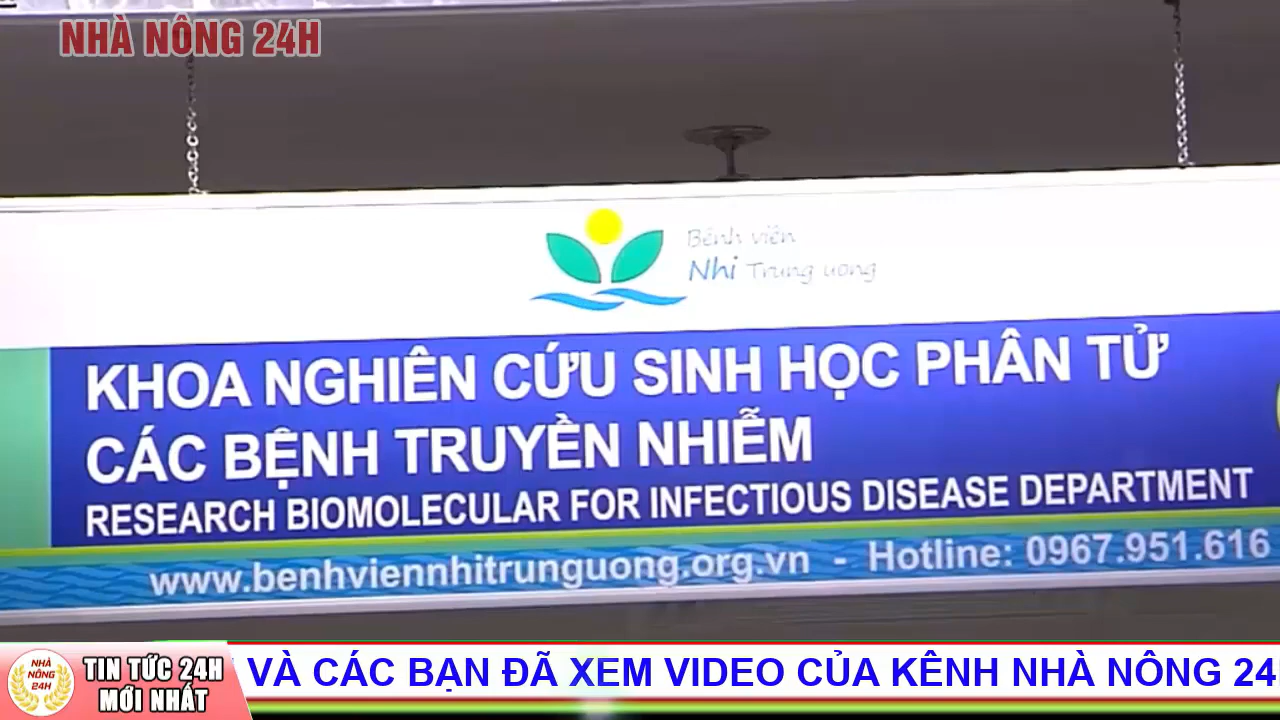 NHÀ NÔNG 24H
Bệnh viện
Nhi Trung ương
KHOA NGHIÊN CỨU SINH HỌC PHÂN TỬ
CÁC BỆNH TRUYỀN NHIỄM
RESEARCH BIOMOLECULAR FOR INFECTIOUS DISEASE DEPARTMENT
www.benhviennhitrunguong.org.vn - Hotline: 0967.951.616
NHÀ NÔNG 24H
TIN TỨC 24H
MỚI NHẤT
VÀ CÁC BẠN ĐÃ XEM VIDEO CỦA KÊNH NHÀ NÔNG 24